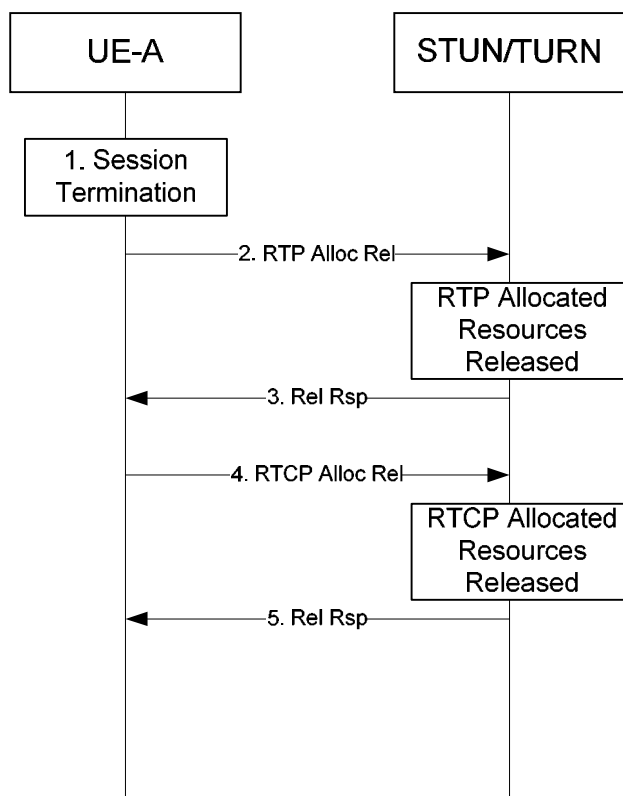 UE-A
STUN/TURN
1. Session
Termination
2. RTP Alloc Rel
RTP Allocated
Resources
Released
3. Rel Rsp
4. RTCP Alloc Rel
RTCP Allocated
Resources
Released
5. Rel Rsp